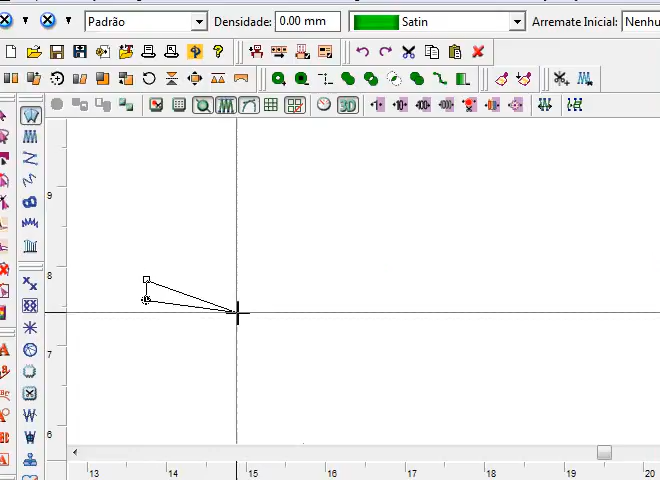 Padrão Densidade: 0.00 mm Satin Arremate Inicial: Nenhu
3D
9
8
7
6
13 14 15 16 17 18 19 20